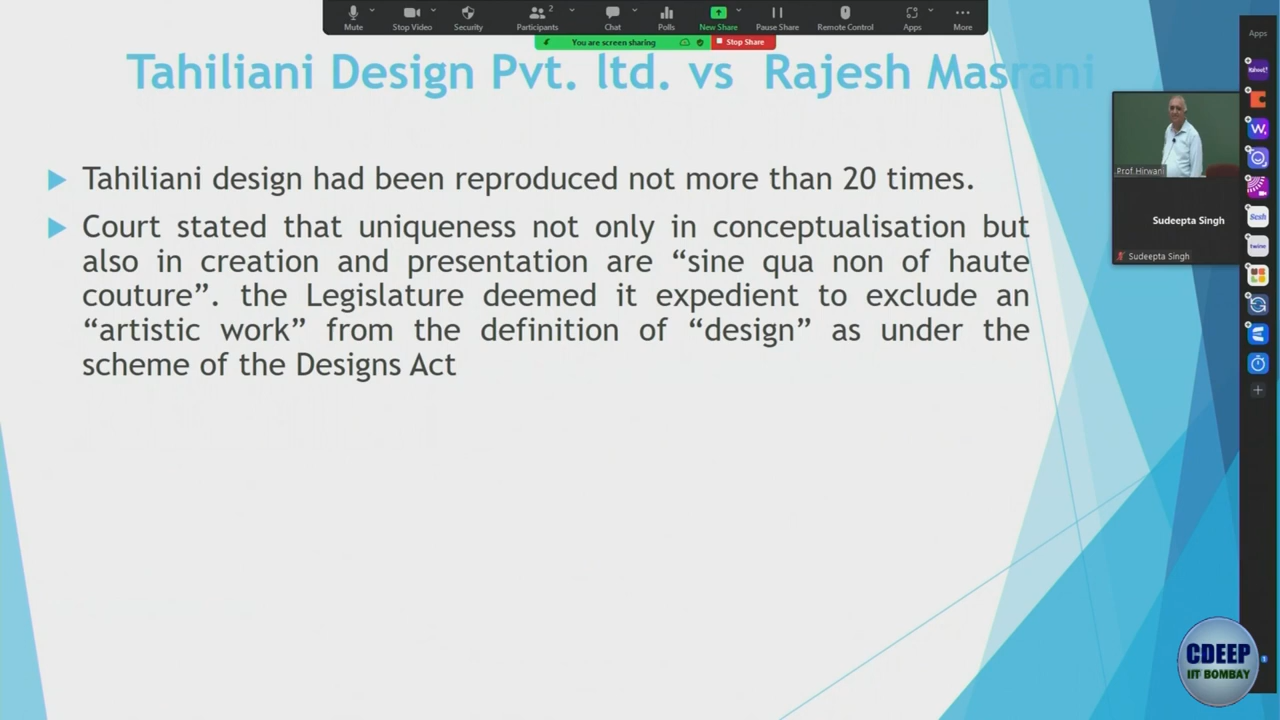 Mute
Stop Video
Security
Participants
2
Chat
Polls
New Share
Pause Share
Remote Control
Apps
More
You are screen sharing
Stop Share
Apps
Tahiliani Design Pvt. ltd. vs Rajesh Masrani
Tahiliani design had been reproduced not more than 20 times.
Court stated that uniqueness not only in conceptualisation but
also in creation and presentation are “sine qua non of haute
couture”. the Legislature deemed it expedient to exclude an
“artistic work” from the definition of “design” as under the
scheme of the Designs Act
Prof Hirwani
Sudeepta Singh
Sudeepta Singh
Sesh
twine
CDEEP
IIT BOMBAY